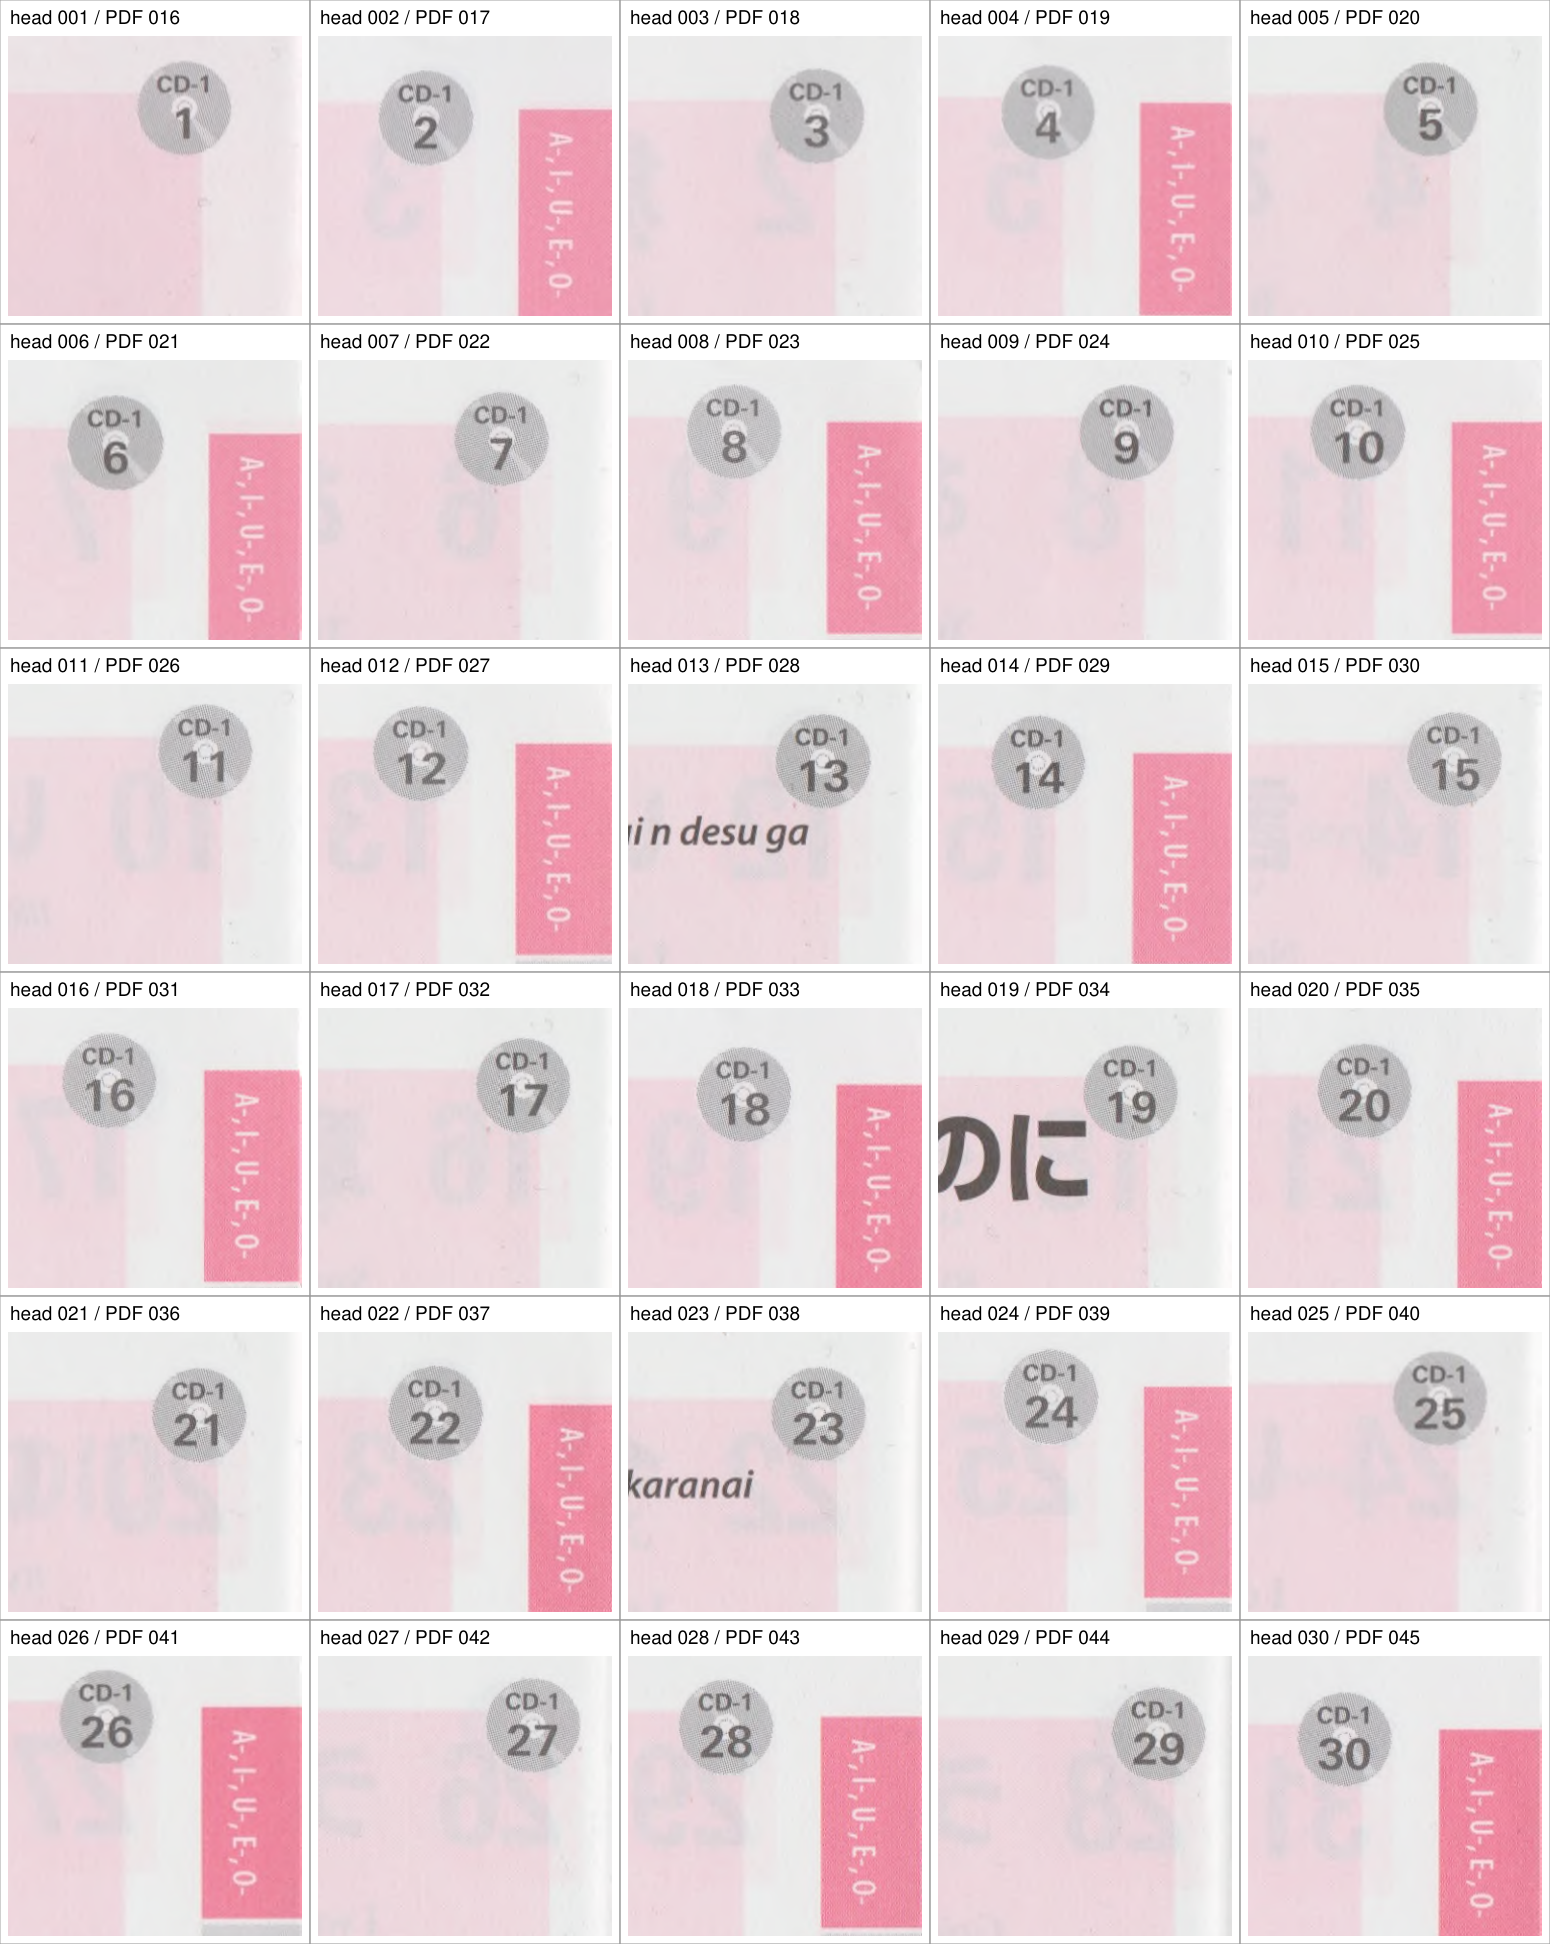 head 001 / PDF 016
CD-1
1
head 002 / PDF 017
CD-1
2
A-, I-, U-, E-, O-
head 003 / PDF 018
CD-1
3
head 004 / PDF 019
CD-1
4
A-, I-, U-, E-, O-
head 005 / PDF 020
CD-1
5
head 006 / PDF 021
CD-1
6
A-, I-, U-, E-, O-
head 007 / PDF 022
CD-1
7
head 008 / PDF 023
CD-1
8
A-, I-, U-, E-, O-
head 009 / PDF 024
CD-1
9
head 010 / PDF 025
CD-1
10
A-, I-, U-, E-, O-
head 011 / PDF 026
CD-1
11
head 012 / PDF 027
CD-1
12
A-, I-, U-, E-, O-
head 013 / PDF 028
CD-1
13
i n desu ga
head 014 / PDF 029
CD-1
14
A-, I-, U-, E-, O-
head 015 / PDF 030
CD-1
15
head 016 / PDF 031
CD-1
16
A-, I-, U-, E-, O-
head 017 / PDF 032
CD-1
17
head 018 / PDF 033
CD-1
18
A-, I-, U-, E-, O-
head 019 / PDF 034
CD-1
19
のに
head 020 / PDF 035
CD-1
20
A-, I-, U-, E-, O-
head 021 / PDF 036
CD-1
21
head 022 / PDF 037
CD-1
22
A-, I-, U-, E-, O-
head 023 / PDF 038
CD-1
23
karanai
head 024 / PDF 039
CD-1
24
A-, I-, U-, E-, O-
head 025 / PDF 040
CD-1
25
head 026 / PDF 041
CD-1
26
A-, I-, U-, E-, O-
head 027 / PDF 042
CD-1
27
head 028 / PDF 043
CD-1
28
A-, I-, U-, E-, O-
head 029 / PDF 044
CD-1
29
head 030 / PDF 045
CD-1
30
A-, I-, U-, E-, O-